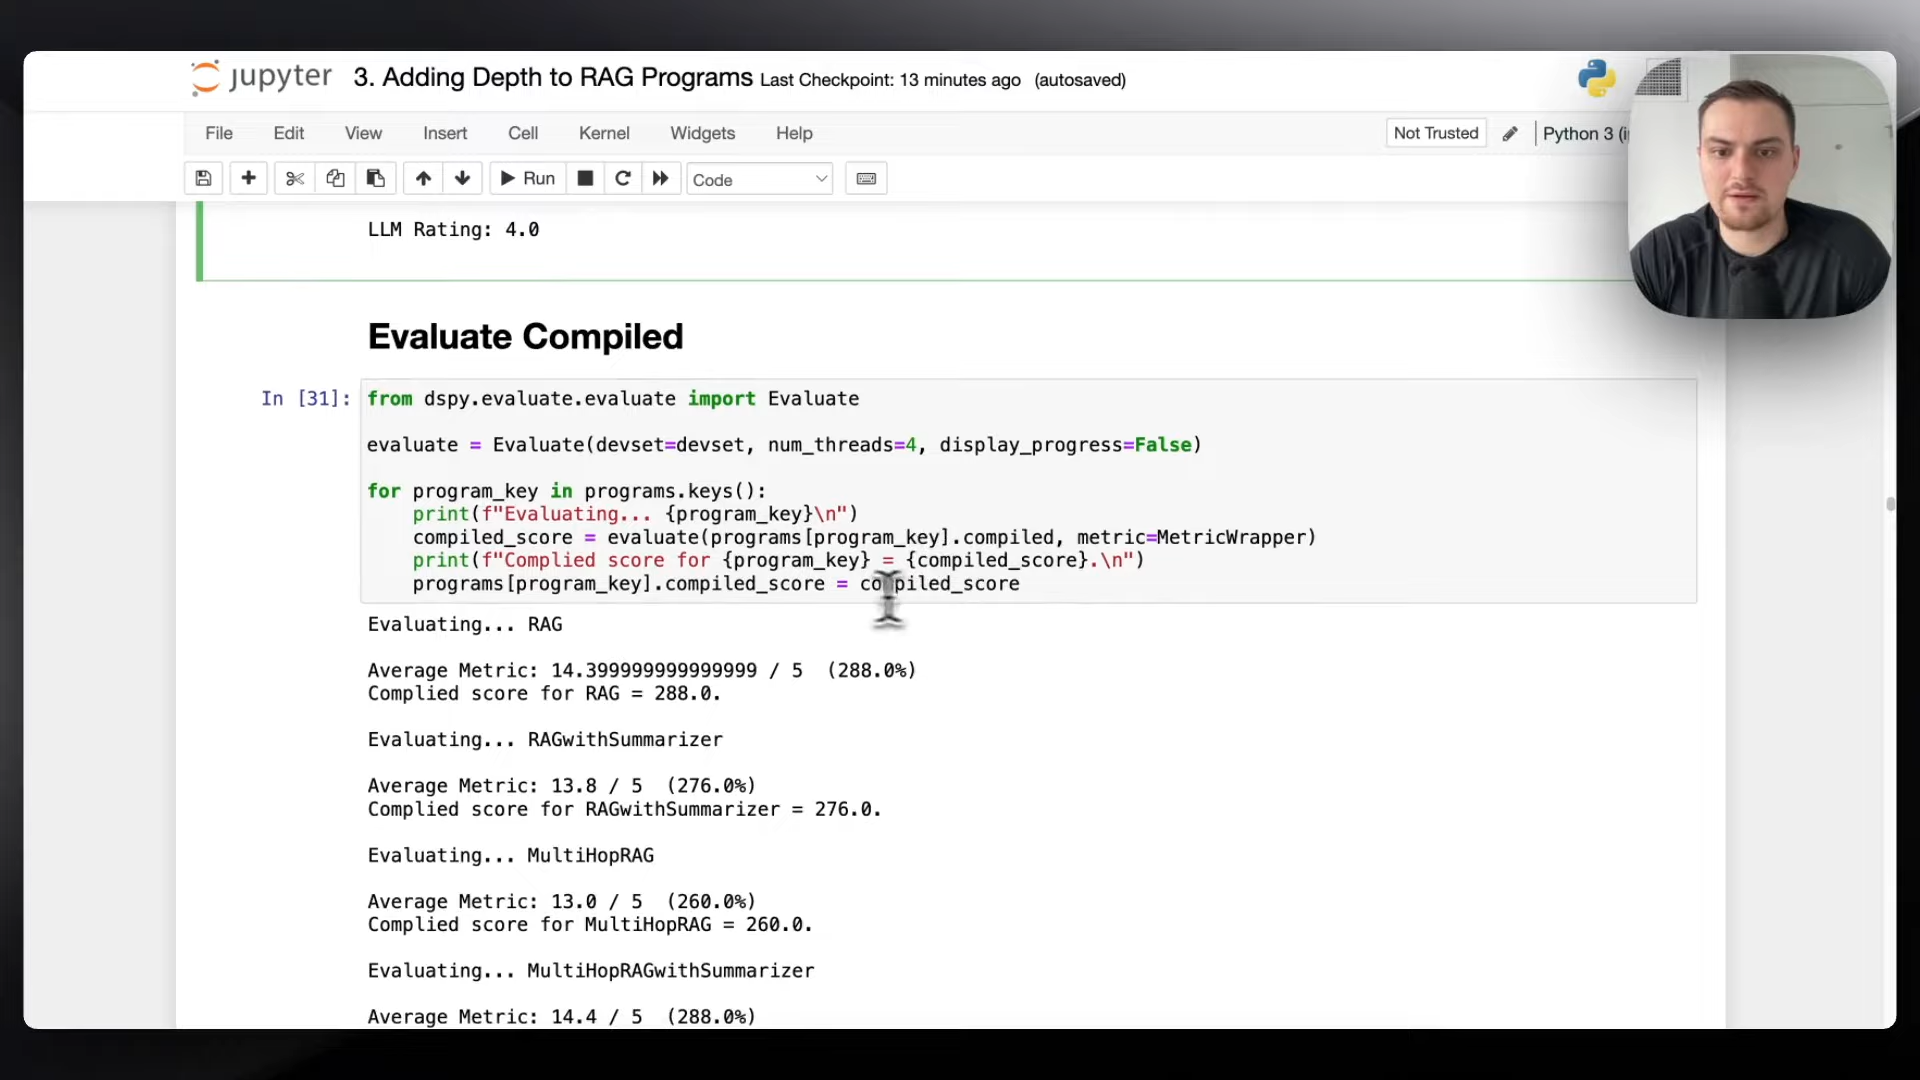 jupyter 3. Adding Depth to RAG Programs Last Checkpoint: 13 minutes ago (autosaved)
File Edit View Insert Cell Kernel Widgets Help Not Trusted Python 3
Run Code
LLM Rating: 4.0
Evaluate Compiled
In [31]: from dspy.evaluate.evaluate import Evaluate
evaluate = Evaluate(devset=devset, num_threads=4, display_progress=False)
for program_key in programs.keys():
print(f"Evaluating... {program_key}\n")
compiled_score = evaluate(programs[program_key].compiled, metric=MetricWrapper)
print(f"Complied score for {program_key} = {compiled_score}.\n")
programs[program_key].compiled_score = compiled_score
Evaluating... RAG
Average Metric: 14.399999999999999 / 5 (288.0%)
Complied score for RAG = 288.0.
Evaluating... RAGwithSummarizer
Average Metric: 13.8 / 5 (276.0%)
Complied score for RAGwithSummarizer = 276.0.
Evaluating... MultiHopRAG
Average Metric: 13.0 / 5 (260.0%)
Complied score for MultiHopRAG = 260.0.
Evaluating... MultiHopRAGwithSummarizer
Average Metric: 14.4 / 5 (288.0%)